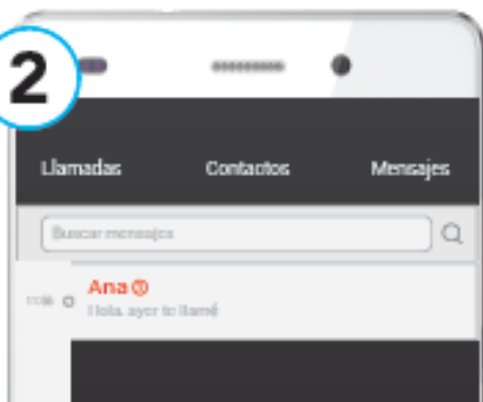 2
Llamadas Contactos Mensajes
Buscar mensajes
Ana
Hola, ayer te llamé